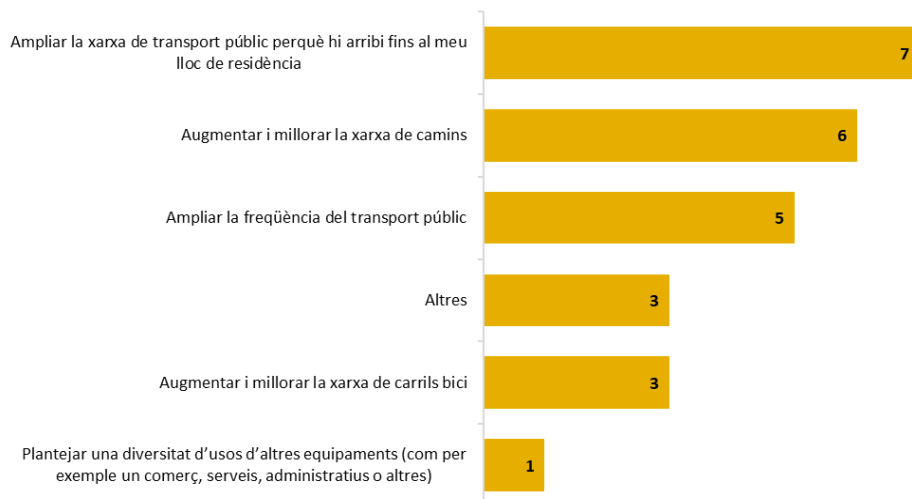 Ampliar la xarxa de transport públic perquè hi arribi fins al meu
lloc de residència
7
Augmentar i millorar la xarxa de camins
6
Ampliar la freqüència del transport públic
5
Altres
3
Augmentar i millorar la xarxa de carrils bici
3
Plantejar una diversitat d'usos d'altres equipaments (com per
exemple un comerç, serveis, administratius o altres)
1